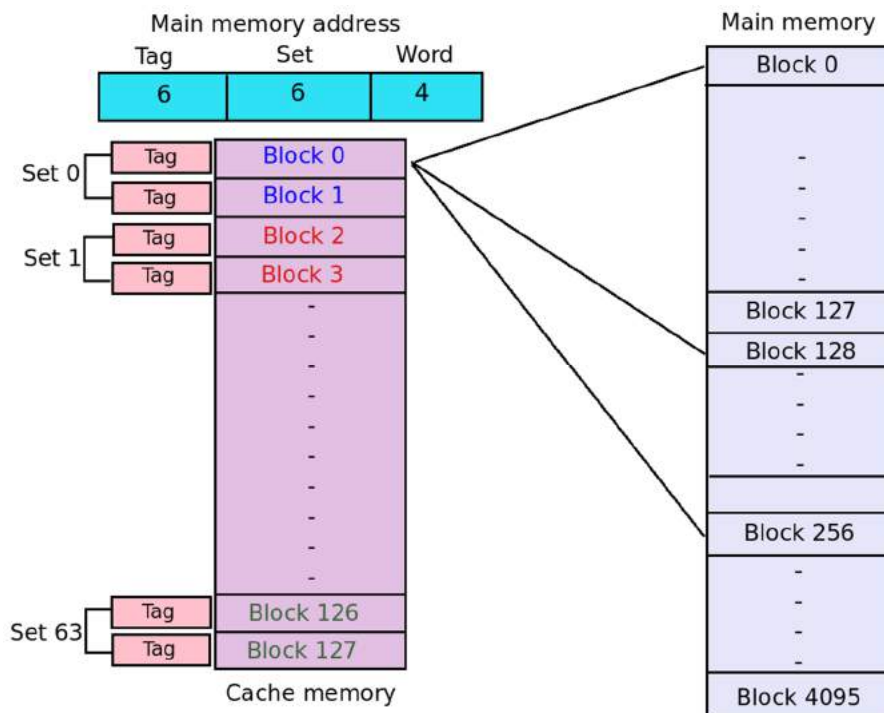 Main memory address
Tag Set Word
6 6 4
Set 0
Tag Block 0
Tag Block 1
Set 1
Tag Block 2
Tag Block 3
-
-
-
-
-
-
-
-
-
-
Set 63
Tag Block 126
Tag Block 127
Cache memory
Main memory
Block 0
-
-
-
-
-
Block 127
Block 128
-
-
-
-
Block 256
-
-
-
-
Block 4095